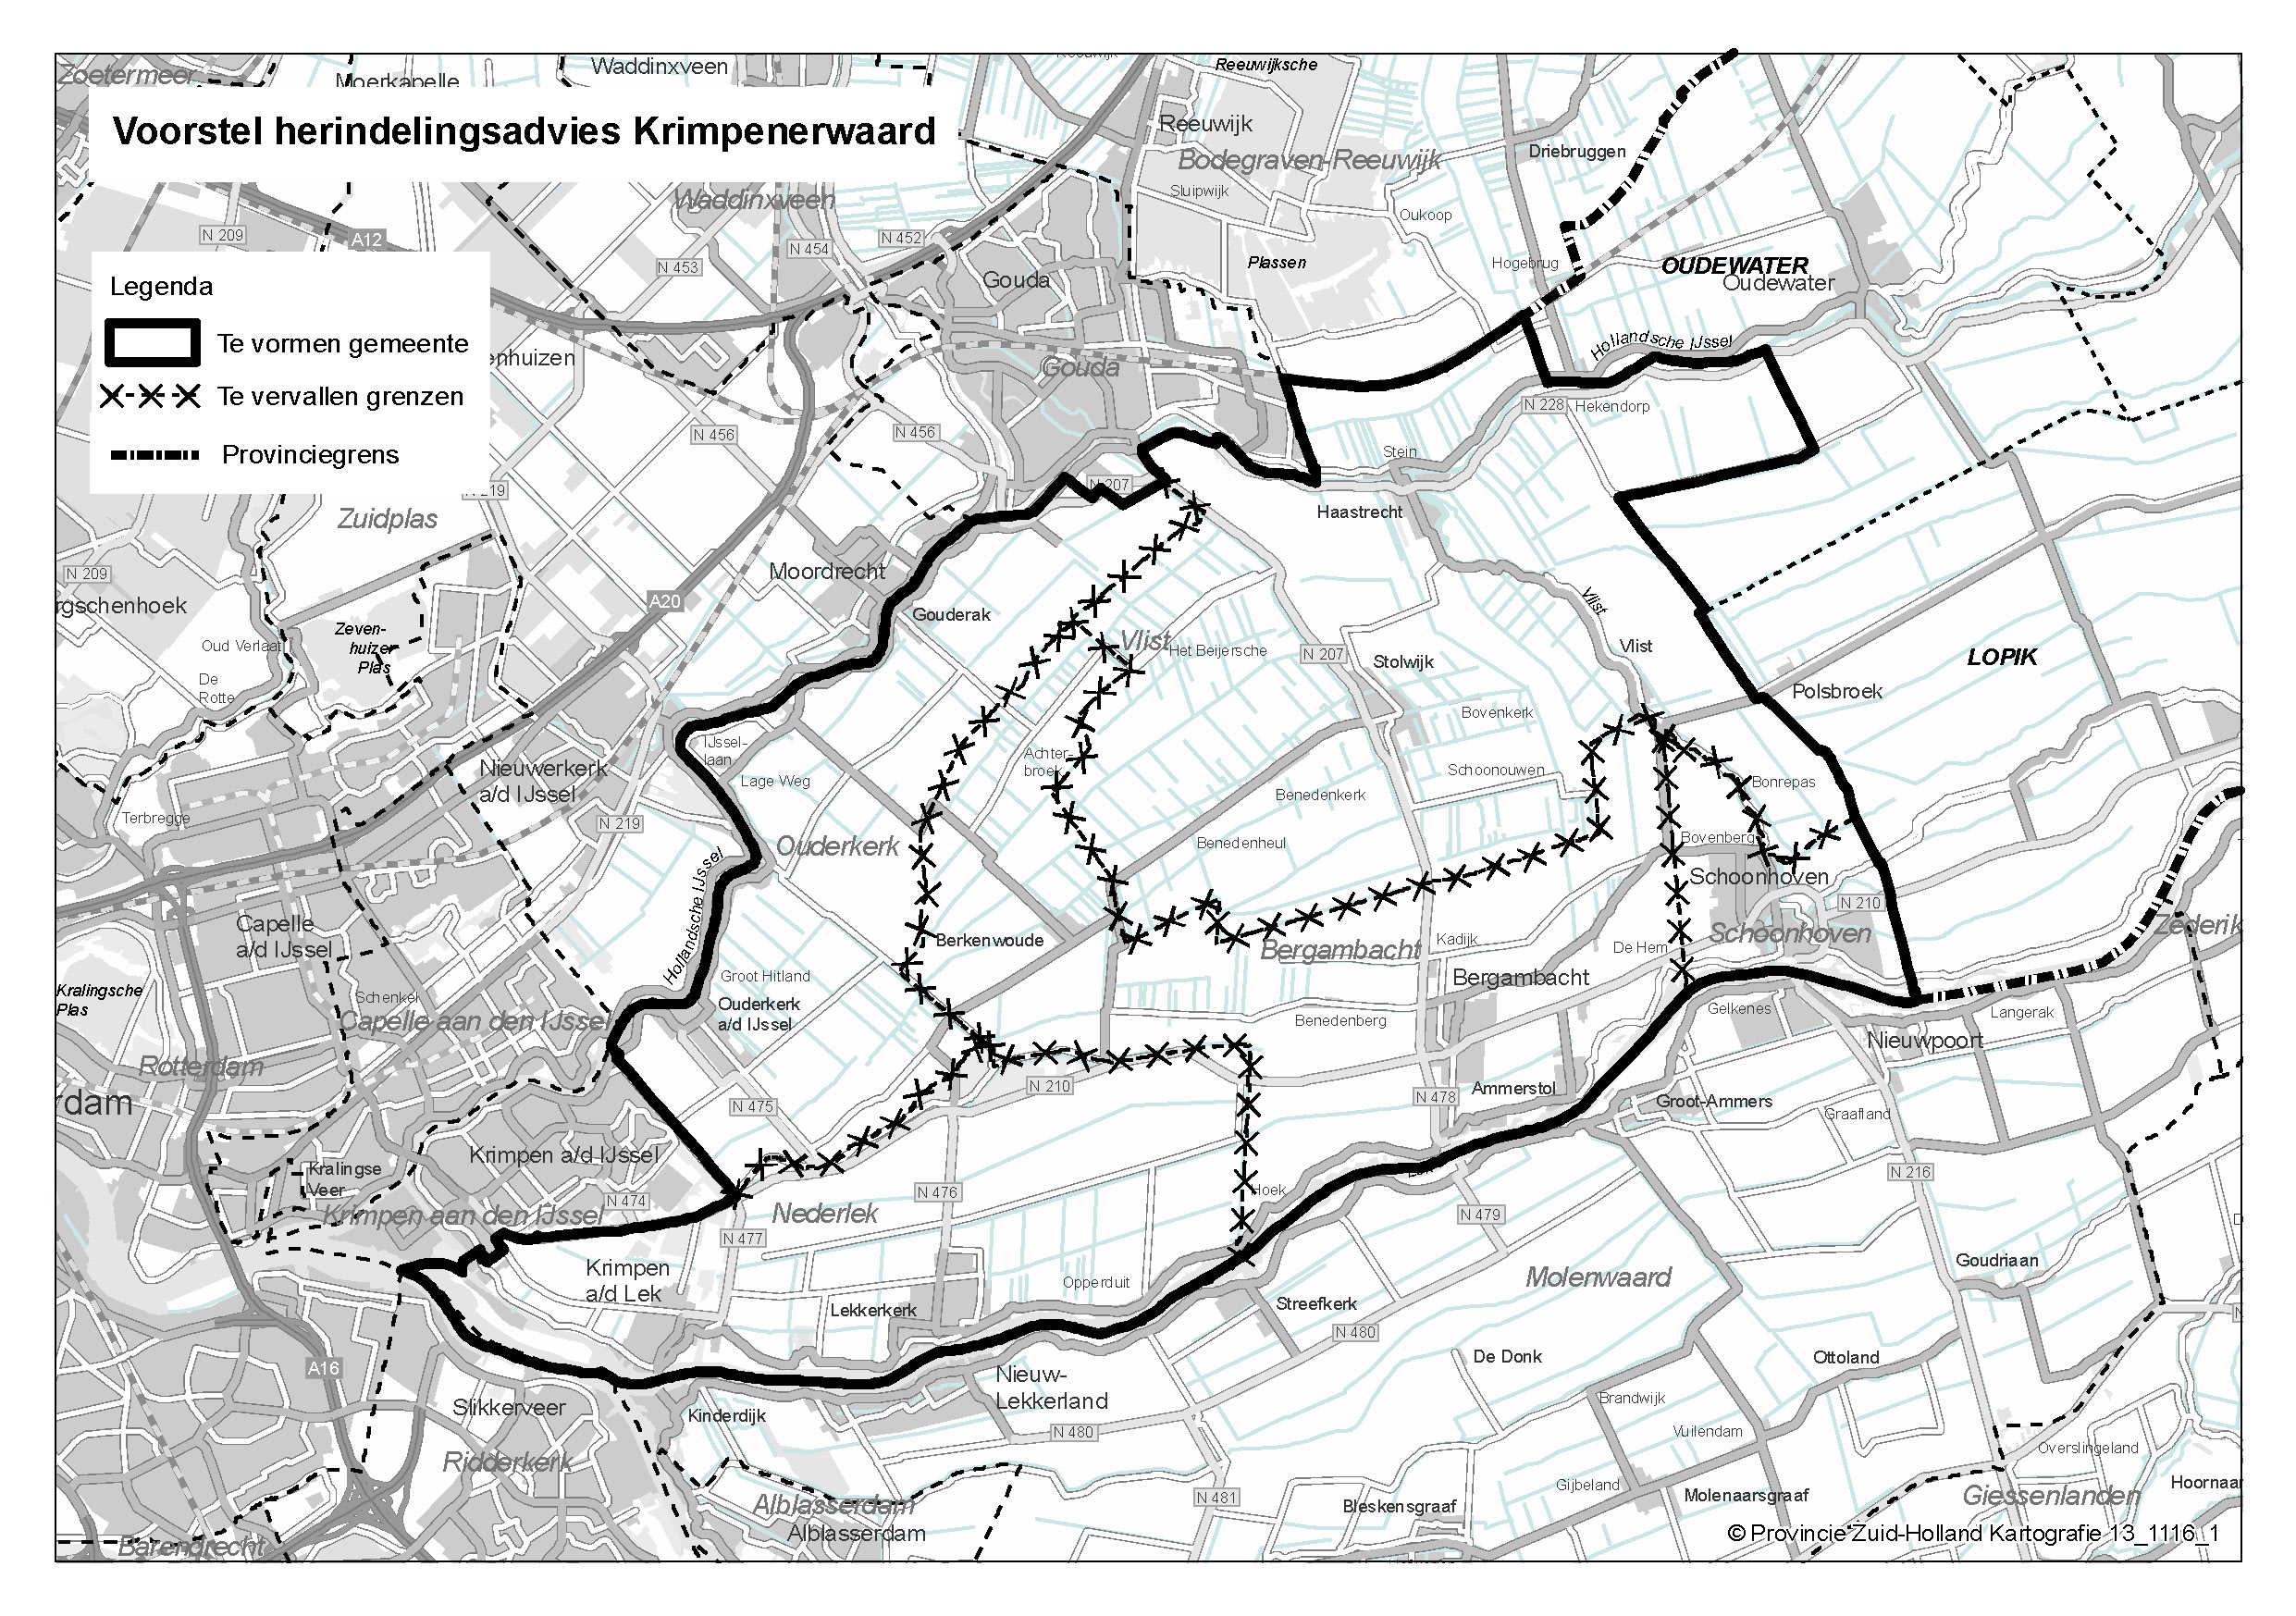 Zoetermeer
Moerkapelle
Waddinxveen
Reeuwijksche
Voorstel herindelingsadvies Krimpenerwaard
Reeuwijk
Bodegraven-Reeuwijk
Driebruggen
Sluipwijk
Waddinxveen
Oukoop
N 209
A12
N 454
N 452
N 453
Plassen
Hogebrug
OUDEWATER
Oudewater
Gouda
Legenda
Te vormen gemeente
Te vervallen grenzen
Provinciegrens
enhuizen
Gouda
Hollandsche IJssel
N 228
Hekendorp
N 456
N 456
Stein
N 207
N 219
Zuidplas
Haastrecht
N 209
Moordrecht
A20
rgschenhoek
Gouderak
Vlist
Zeven-
huizer
Plas
Oud Verlaat
De
Rotte
Vlist
Het Beijersche
N 207
Stolwijk
Vlist
LOPIK
Polsbroek
Bovenkerk
IJssel-
laan
Achter-
broek
Lage Weg
Nieuwerkerk
a/d IJssel
Schoonouwen
Bonrepas
Benedenkerk
Terbregge
N 219
Ouderkerk
Benedenheul
Bovenberg
Schoonhoven
Hollandsche IJssel
N 210
Capelle
a/d IJssel
Berkenwoude
Bergambacht
Kadijk
De Hem
Schoonhoven
Zederik
Groot Hitland
Bergambacht
Kralingsche
Plas
Schenkel
Ouderkerk
a/d IJssel
Capelle aan den IJssel
Benedenberg
Gelkenes
Langerak
Nieuwpoort
Rotterdam
rdam
N 210
N 475
N 478
Ammerstol
Groot-Ammers
Graafland
Krimpen a/d IJssel
Kralingse
Veer
N 474
Krimpen aan den IJssel
Nederlek
N 476
Hoek
N 216
N 479
N 477
Krimpen
a/d Lek
Opperduit
Lekkerkerk
Molenwaard
Goudriaan
Streefkerk
N 480
A16
De Donk
Ottoland
Nieuw-
Lekkerland
Slikkerveer
Kinderdijk
Brandwijk
N 480
Vuilendam
Overslingeland
Ridderkerk
Gijbeland
Hoornaar
N 481
Bleskensgraaf
Molenaarsgraaf
Giessenlanden
Alblasserdam
Alblasserdam
Barendrecht
© Provincie Zuid-Holland Kartografie 13_1116_1